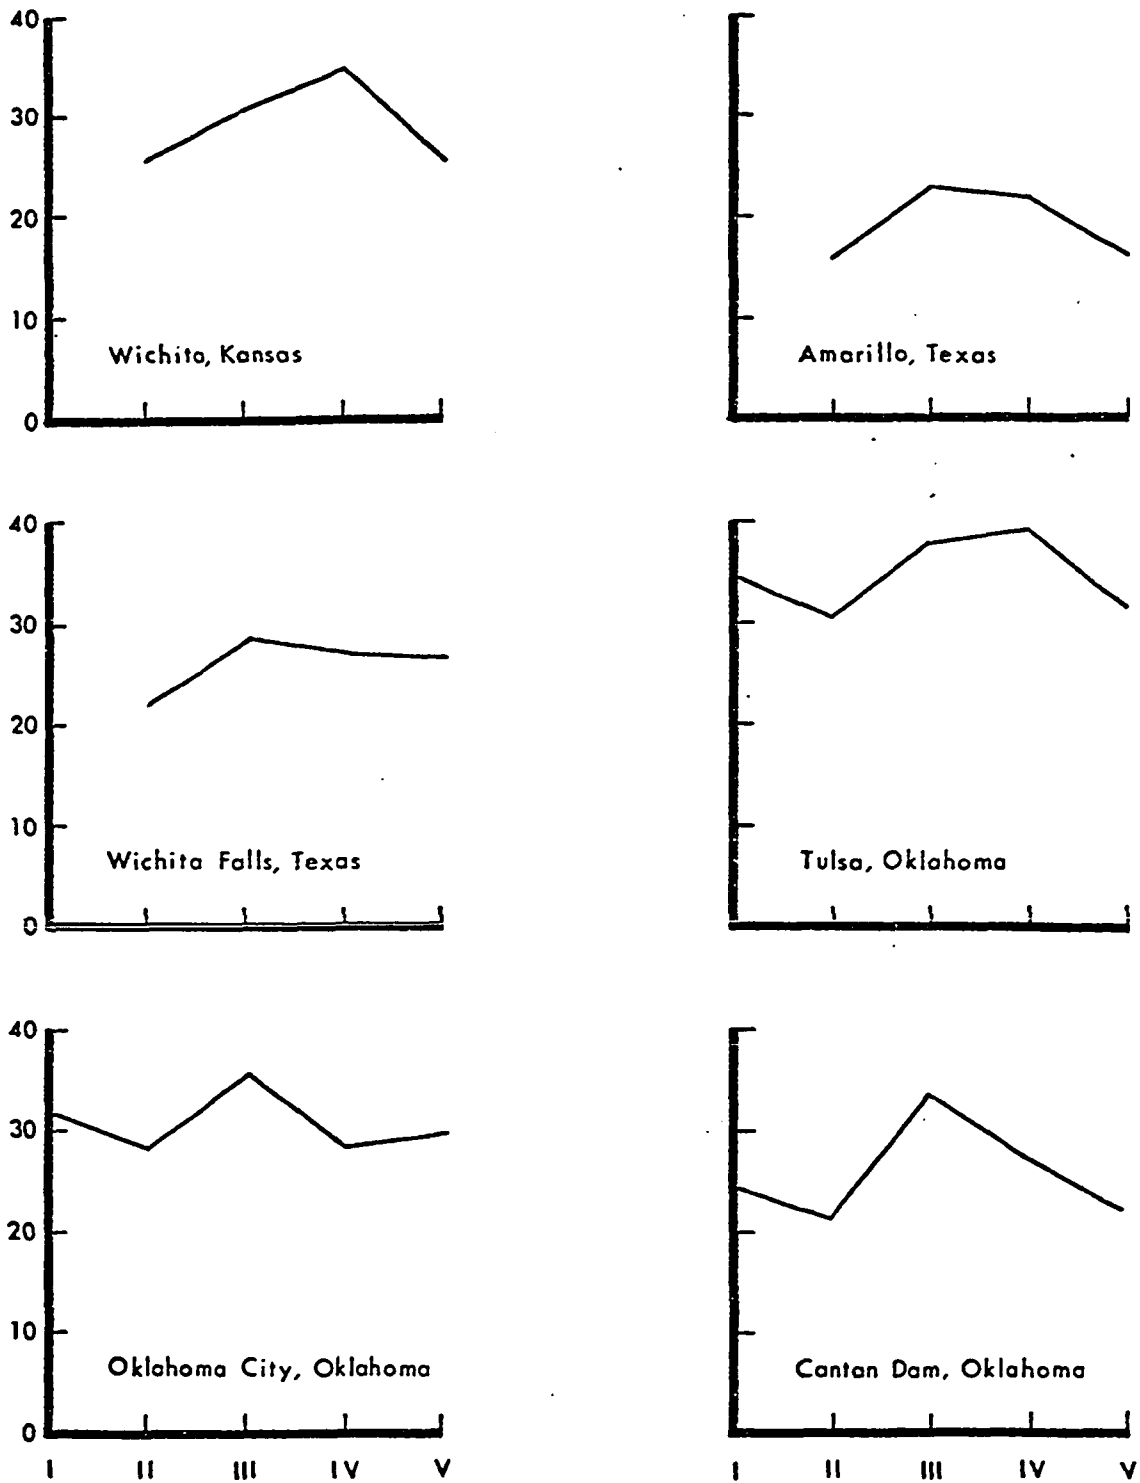 40
30
20
10
Wichita, Kansas
0
Amarillo, Texas
40
30
20
10
Wichita Falls, Texas
0
Tulsa, Oklahoma
40
30
20
10
Oklahoma City, Oklahoma
0
I II III IV V
Cantan Dam, Oklahoma
I II III IV V